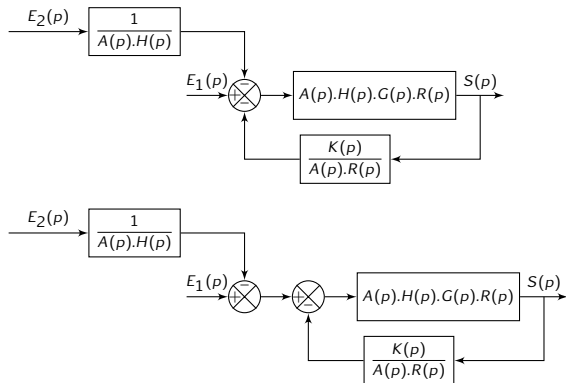 E₂(p)
1
A(p).H(p)
E₁(p)
+
−
−
A(p).H(p).G(p).R(p)
S(p)
K(p)
A(p).R(p)
E₂(p)
1
A(p).H(p)
E₁(p)
+
−
+
−
A(p).H(p).G(p).R(p)
S(p)
K(p)
A(p).R(p)